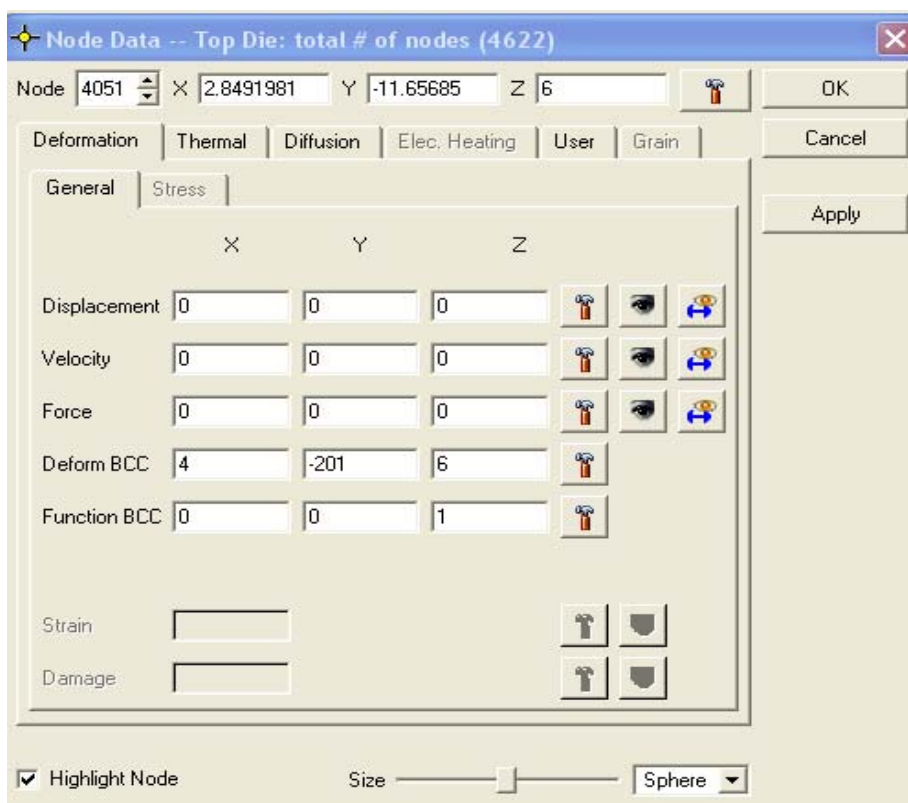 Node Data -- Top Die: total # of nodes (4622)
Node 4051 X 2.8491981 Y -11.65685 Z 6 OK
Deformation Thermal Diffusion Elec. Heating User Grain Cancel
General Stress
Apply
X Y Z
Displacement 0 0 0
Velocity 0 0 0
Force 0 0 0
Deform BCC 4 -201 6
Function BCC 0 0 1
Strain
Damage
Highlight Node Size Sphere